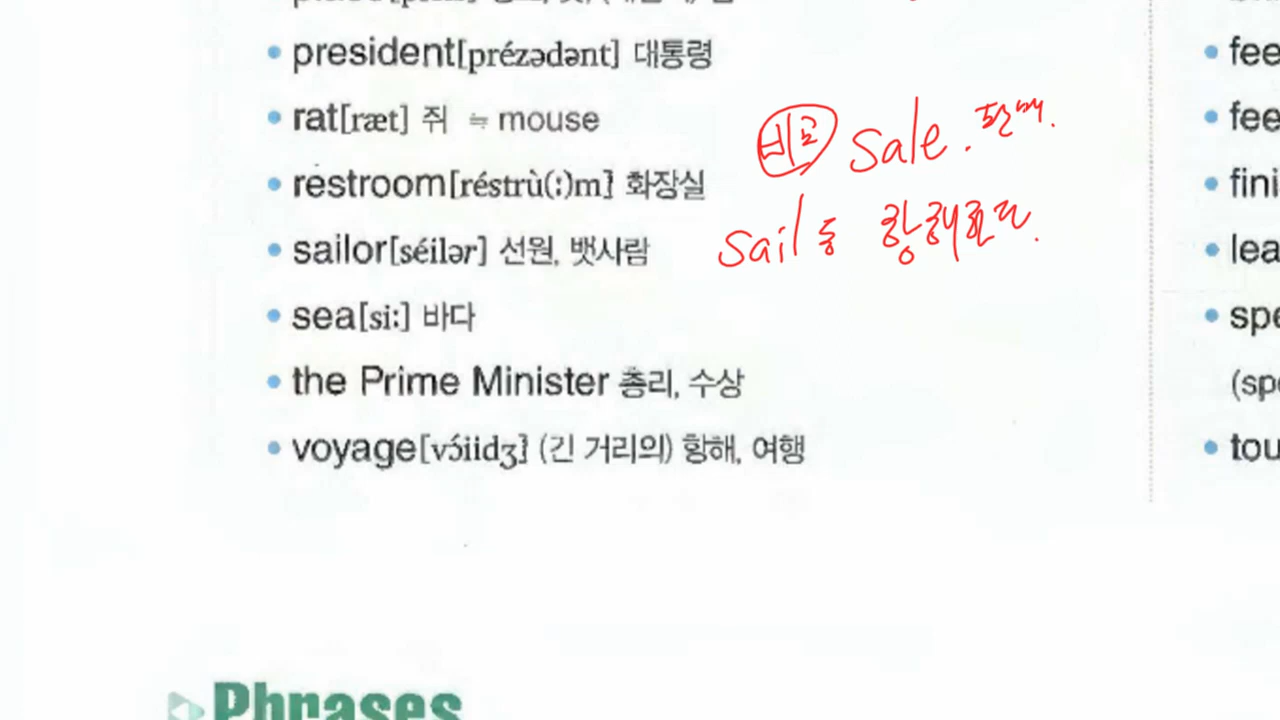 president[prézədənt] 대통령
rat[ræt] 쥐 ≒ mouse
restroom[réstrù(:)m] 화장실
sailor[séilər] 선원, 뱃사람
sea[si:] 바다
the Prime Minister 총리, 수상
voyage[vɔ́iidʒ] (긴 거리의) 항해, 여행
비교 sale. 판매.
sail 동 항해하다.
fee
fee
fini
lea
spe
(spe
tou
Phrases